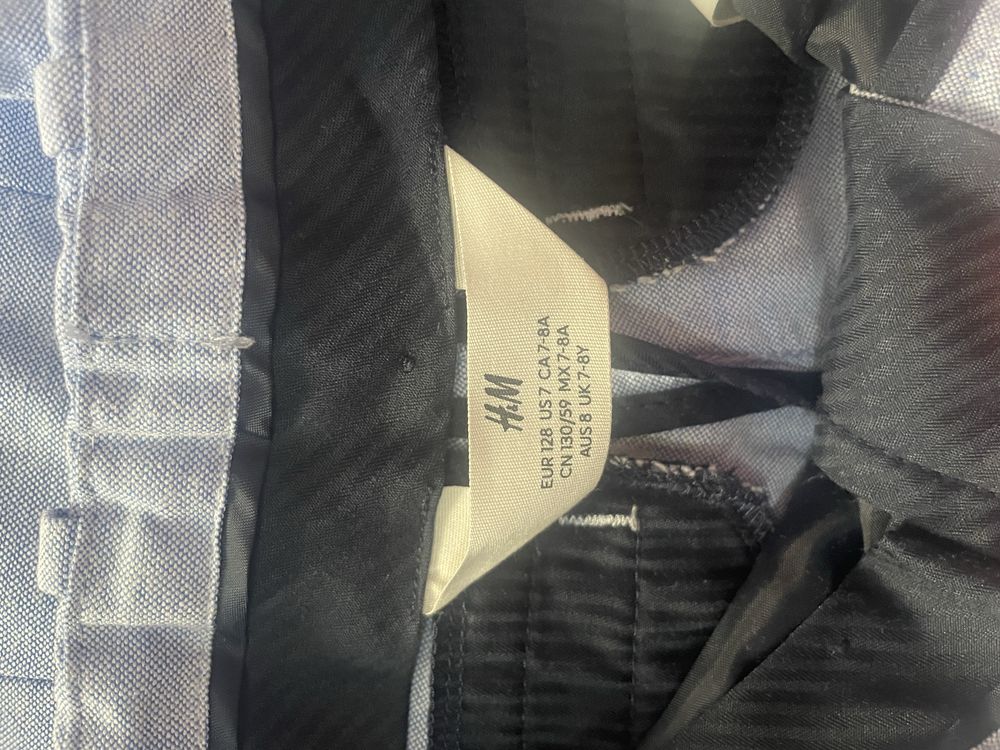 H&M
EUR 128 US 7 CA 7-8A
CN 130/59 MX 7-8A
AUS 8 UK 7-8Y